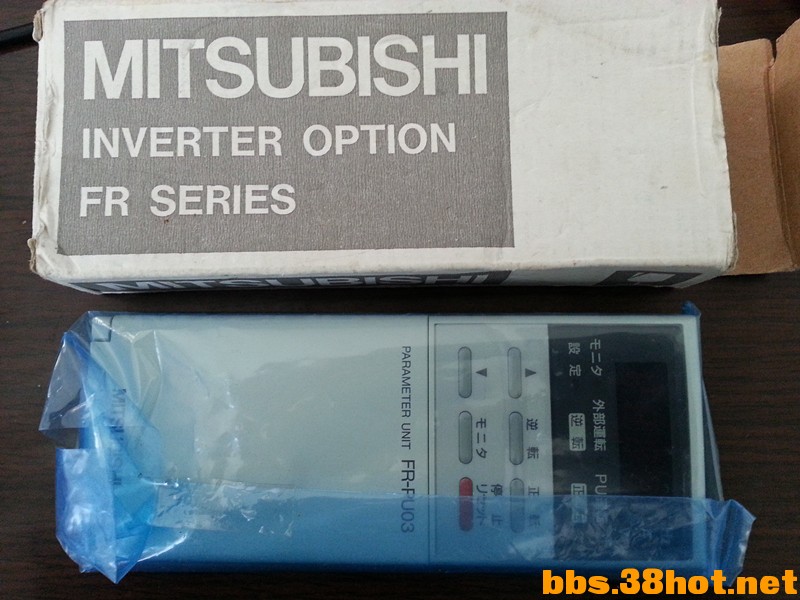 MITSUBISHI
INVERTER OPTION
FR SERIES
MITSUBISHI
MITSUBISHI
PARAMETER UNIT FR-PU03
モニタ 外部運転 PU
設定 逆転 正
▲ 逆転 正転
▼ モニタ 停止
リセット
bbs.38hot.net